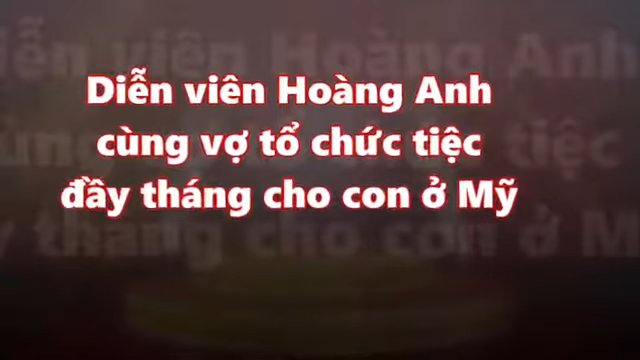 Diễn viên Hoàng Anh
cùng vợ tổ chức tiệc
đầy tháng cho con ở Mỹ